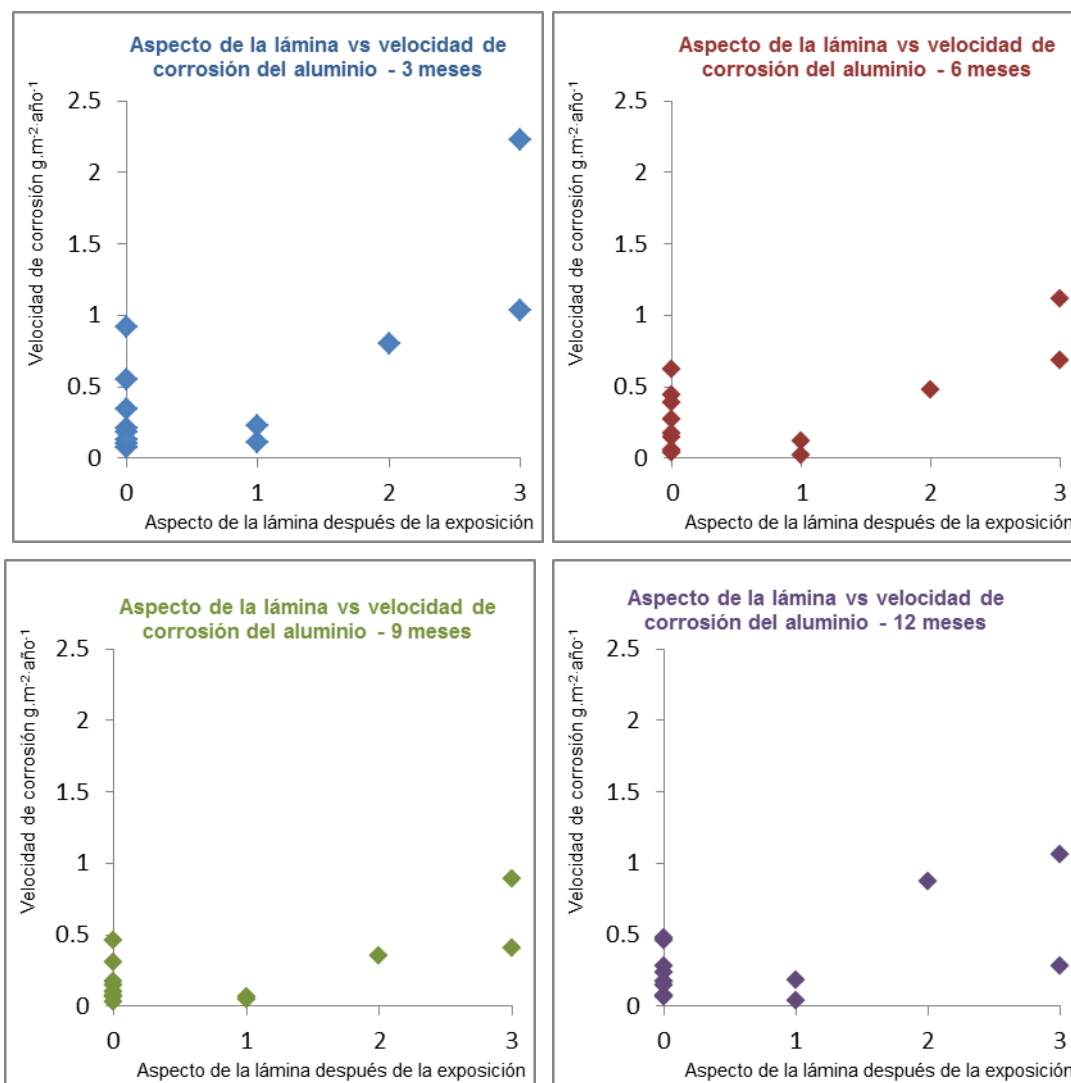 Aspecto de la lámina vs velocidad de
corrosión del aluminio - 3 meses
Velocidad de corrosión g.m-2.año-1
2.5
2
1.5
1
0.5
0
0 1 2 3
Aspecto de la lámina después de la exposición
Aspecto de la lámina vs velocidad de
corrosión del aluminio - 6 meses
Velocidad de corrosión g.m-2.año-1
2.5
2
1.5
1
0.5
0
0 1 2 3
Aspecto de la lámina después de la exposición
Aspecto de la lámina vs velocidad de
corrosión del aluminio - 9 meses
Velocidad de corrosión g.m-2.año-1
2.5
2
1.5
1
0.5
0
0 1 2 3
Aspecto de la lámina después de la exposición
Aspecto de la lámina vs velocidad de
corrosión del aluminio - 12 meses
Velocidad de corrosión g.m-2.año-1
2.5
2
1.5
1
0.5
0
0 1 2 3
Aspecto de la lámina después de la exposición